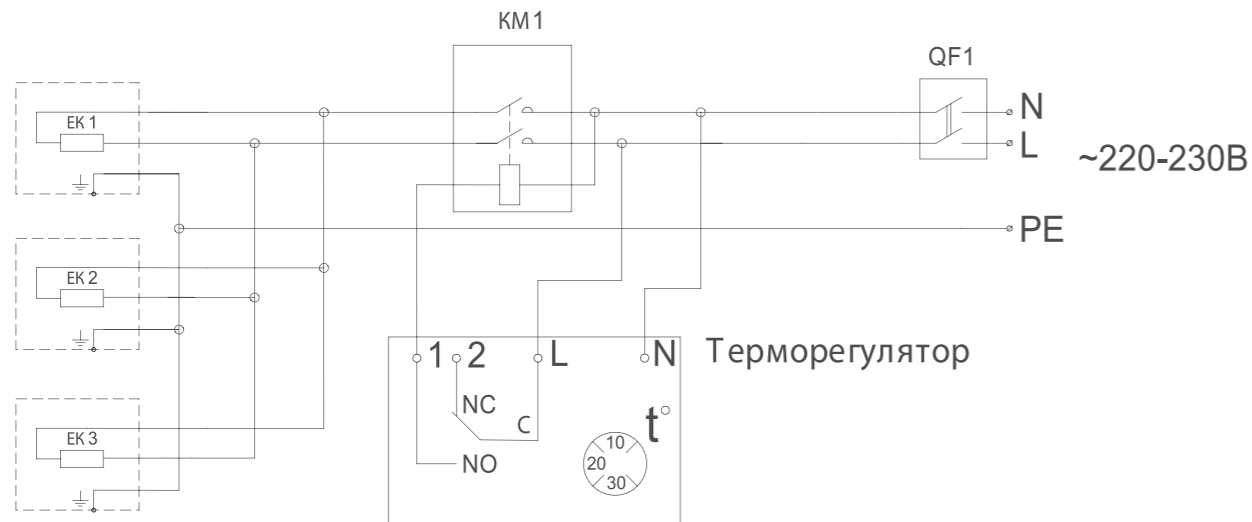 KM1
QF1
N
L
~220-230В
EK 1
PE
EK 2
1 2 L N Терморегулятор
NC
C
t°
EK 3
NO
10
20
30